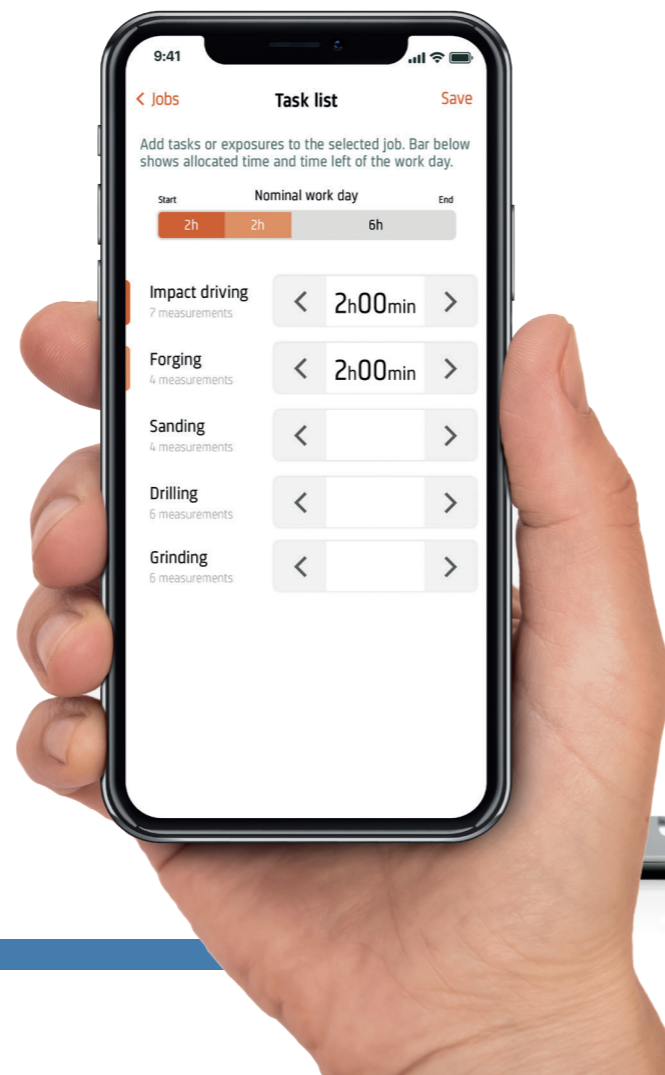 9:41
< Jobs Task list Save
Add tasks or exposures to the selected job. Bar below
shows allocated time and time left of the work day.
Start Nominal work day End
2h 2h 6h
Impact driving
7 measurements
< 2h00min >
Forging
4 measurements
< 2h00min >
Sanding
4 measurements
< >
Drilling
6 measurements
< >
Grinding
6 measurements
< >